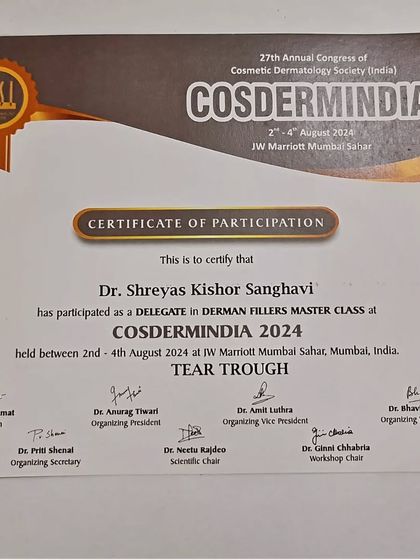 27th Annual Congress of
Cosmetic Dermatology Society (India)
COSDERMINDIA
2nd - 4th August 2024
JW Marriott Mumbai Sahar
CERTIFICATE OF PARTICIPATION
This is to certify that
Dr. Shreyas Kishor Sanghavi
has participated as a DELEGATE in DERMAN FILLERS MASTER CLASS at
COSDERMINDIA 2024
held between 2nd - 4th August 2024 at JW Marriott Mumbai Sahar, Mumbai, India.
TEAR TROUGH
Dr. Anurag Tiwari
Organizing President
Dr. Amit Luthra
Organizing Vice President
Dr. Bhav
Organizing
Dr. Priti Shenai
Organizing Secretary
Dr. Neetu Rajdeo
Scientific Chair
Dr. Ginni Chhabria
Workshop Chair